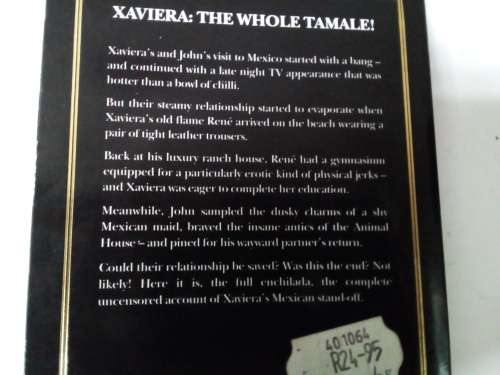 XAVIERA: THE WHOLE TAMALE!
Xaviera's and John's visit to Mexico started with a bang –
and continued with a late night TV appearance that was
hotter than a bowl of chilli.
But their steamy relationship started to evaporate when
Xaviera's old flame René arrived on the beach wearing a
pair of tight leather trousers.
Back at his luxury ranch house, René had a gymnasium
equipped for a particularly erotic kind of physical jerks –
and Xaviera was eager to complete her education.
Meanwhile, John sampled the dusky charms of a shy
Mexican maid, braved the insane antics of the Animal
House – and pined for his wayward partner's return.
Could their relationship be saved? Was this the end? Not
likely! Here it is, the full enchilada, the complete
uncensored account of Xaviera's Mexican stand-off.
401064
R24-95